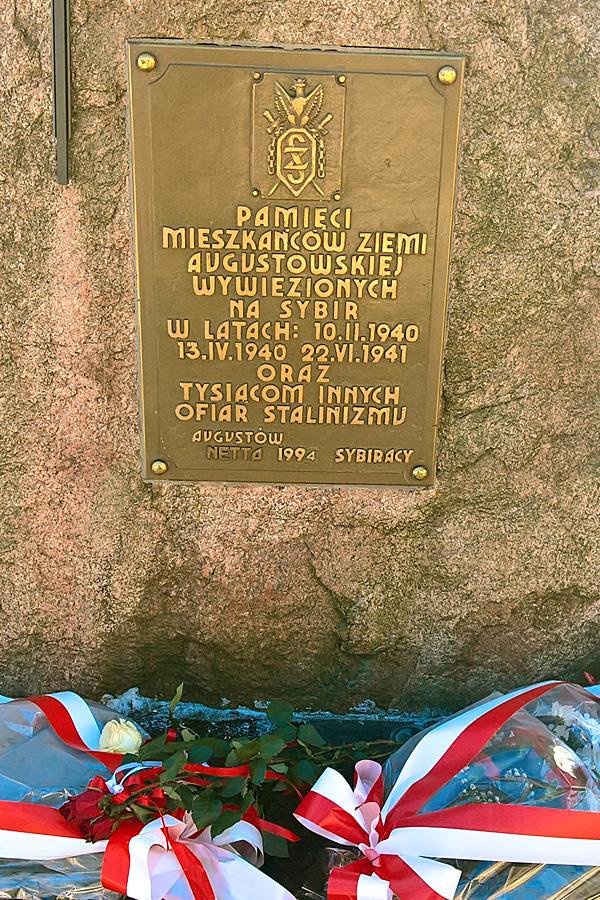 PAMIĘCI
MIESZKAŃCÓW ZIEMI
AUGUSTOWSKIEJ
WYWIEZIONYCH
NA SYBIR
W LATACH: 10.II.1940
13.IV.1940 22.VI.1941
ORAZ
TYSIĄCOM INNYCH
OFIAR STALINIZMU
AUGUSTÓW
NETTA 1994 SYBIRACY